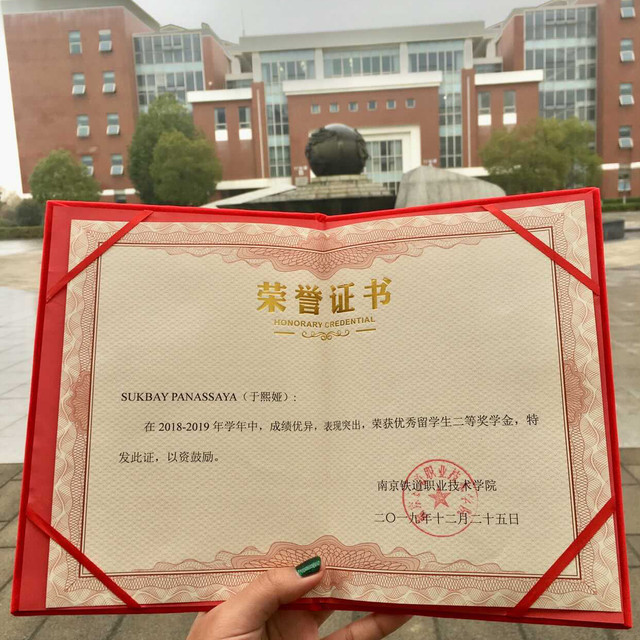 荣誉证书
HONORARY CREDENTIAL
SUKBAY PANASSAYA（于熙娅）:
在 2018-2019 年学年中，成绩优异，表现突出，荣获优秀留学生二等奖学金，特
发此证，以资鼓励。
南京铁道职业技术学院
二〇一九年十二月二十五日